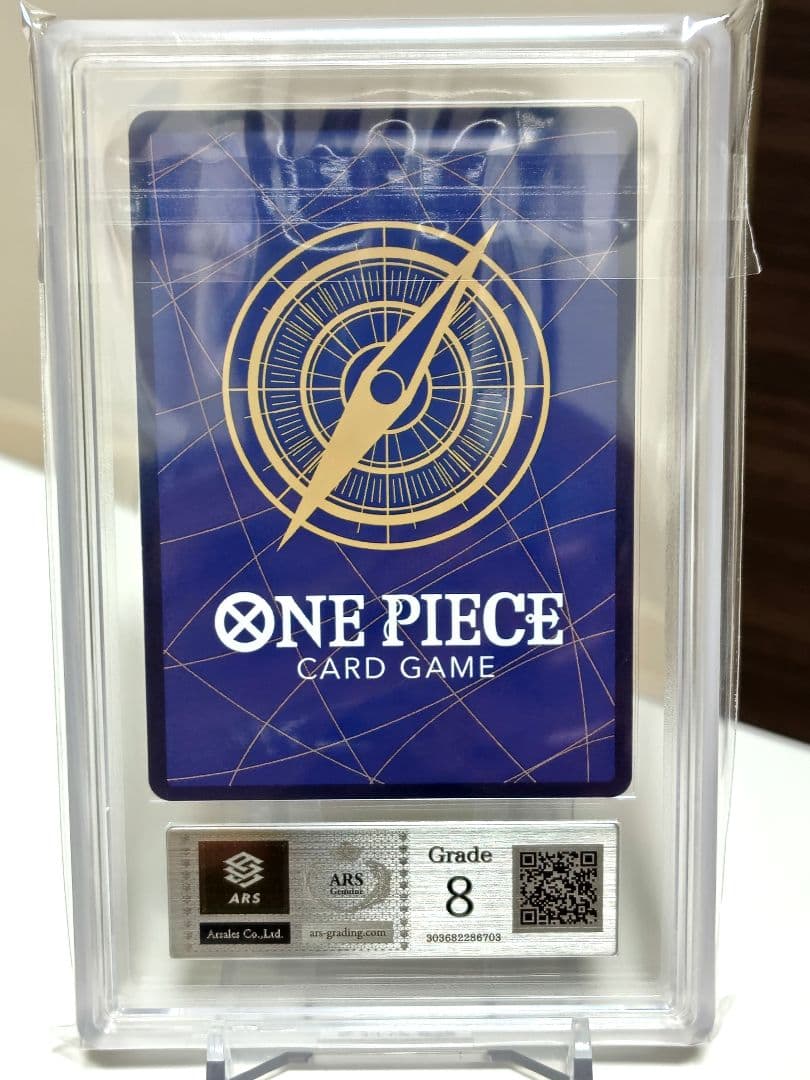 ONE PIECE
CARD GAME
ARS
Arsales Co.,Ltd.
ARS
Genuine
ars-grading.com
Grade
8
303682286703